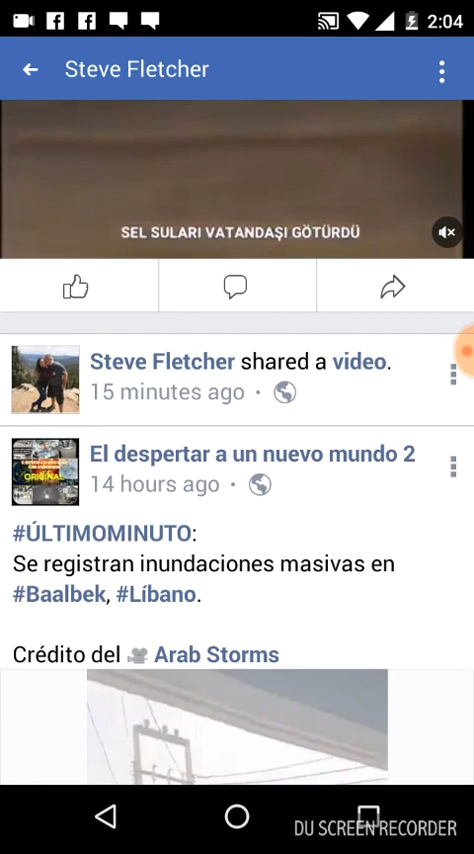 2:04
Steve Fletcher
SEL SULARI VATANDAŞI GÖTÜRDÜ
Steve Fletcher shared a video.
15 minutes ago ·
El despertar a un nuevo mundo 2
ORIGINAL
14 hours ago ·
#ÚLTIMOMINUTO:
Se registran inundaciones masivas en
#Baalbek, #Líbano.
Crédito del 🎥 Arab Storms
DU SCREEN RECORDER